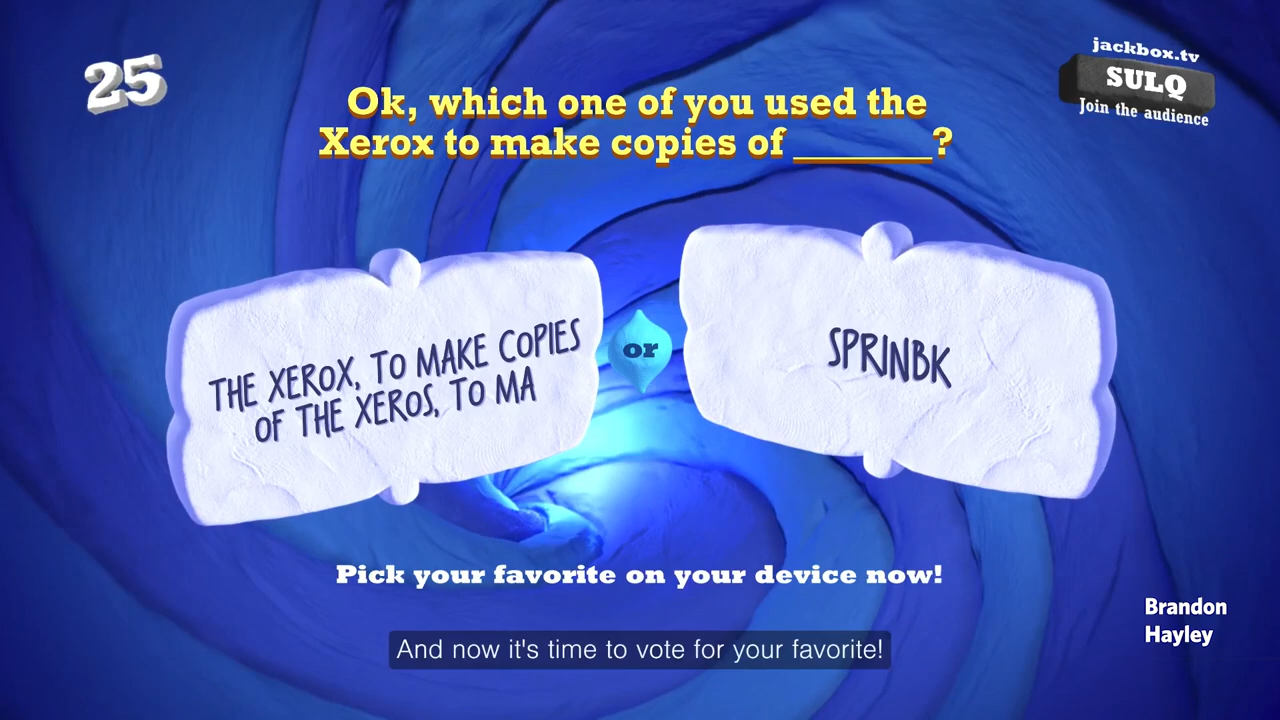 25
jackbox.tv
SULQ
Join the audience
Ok, which one of you used the
Xerox to make copies of _______?
THE XEROX, TO MAKE COPIES
OF THE XEROS, TO MA
or
SPRINBK
Pick your favorite on your device now!
Brandon
Hayley
And now it's time to vote for your favorite!